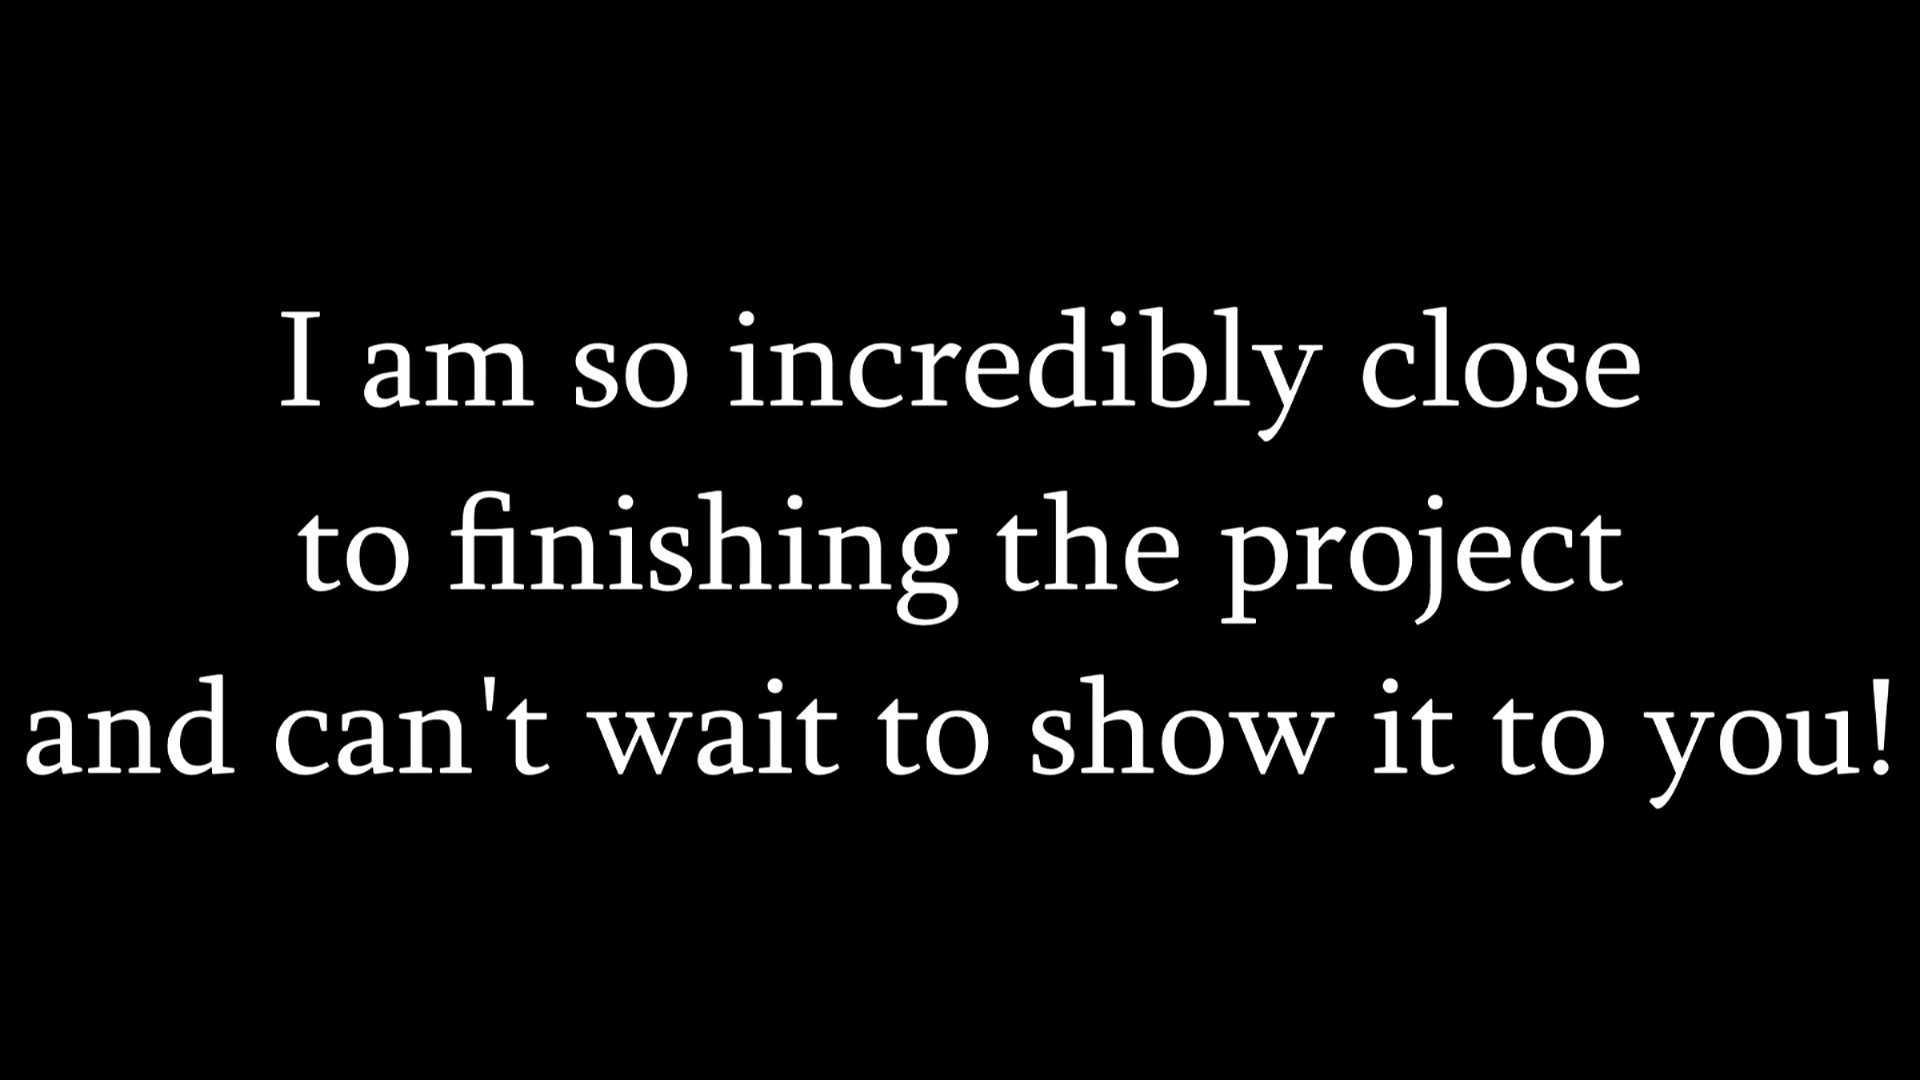 I am so incredibly close
to finishing the project
and can't wait to show it to you!